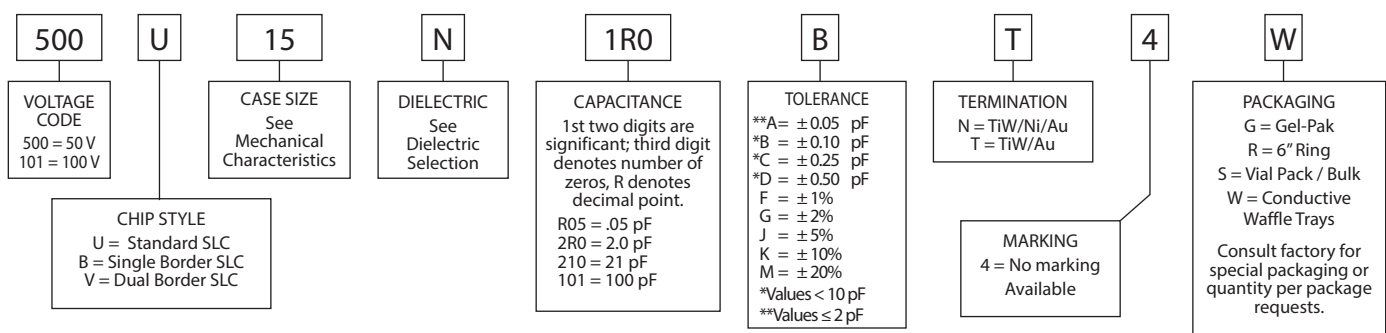 500 U 15 N 1R0 B T 4 W
VOLTAGE
CODE
500 = 50 V
101 = 100 V
CHIP STYLE
U = Standard SLC
B = Single Border SLC
V = Dual Border SLC
CASE SIZE
See
Mechanical
Characteristics
DIELECTRIC
See
Dielectric
Selection
CAPACITANCE
1st two digits are
significant; third digit
denotes number of
zeros, R denotes
decimal point.
R05 = .05 pF
2R0 = 2.0 pF
210 = 21 pF
101 = 100 pF
TOLERANCE
**A= ±0.05 pF
*B = ±0.10 pF
*C = ±0.25 pF
*D = ±0.50 pF
F = ±1%
G = ±2%
J = ±5%
K = ±10%
M = ±20%
*Values < 10 pF
**Values ≤ 2 pF
TERMINATION
N = TiW/Ni/Au
T = TiW/Au
MARKING
4 = No marking
Available
PACKAGING
G = Gel-Pak
R = 6” Ring
S = Vial Pack / Bulk
W = Conductive
Waffle Trays
Consult factory for
special packaging or
quantity per package
requests.